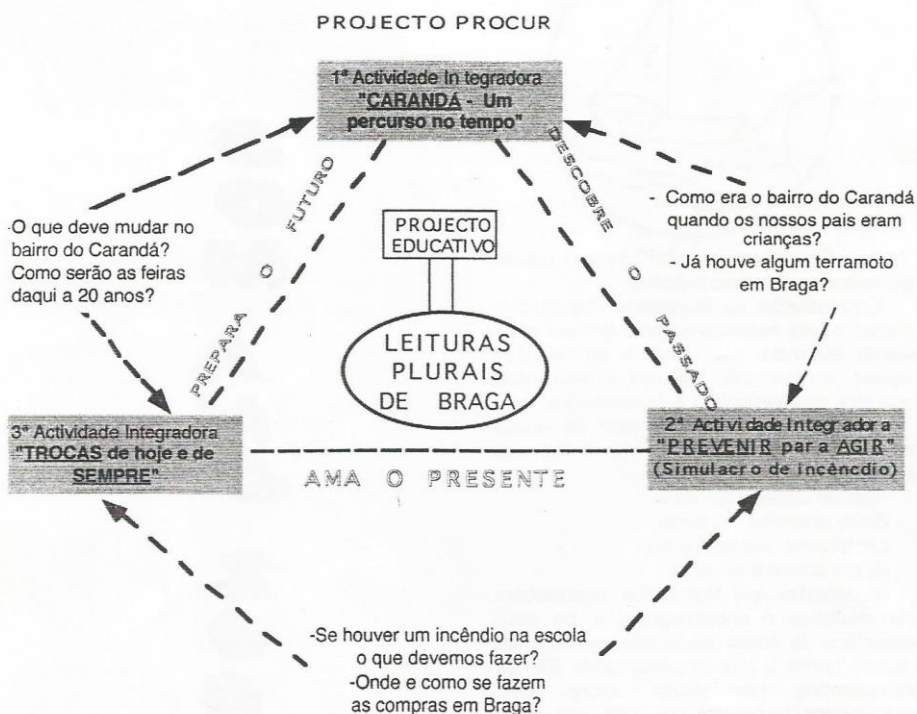 PROJECTO PROCUR
1ª Actividade In tegradora
"CARANDÁ - Um
percurso no tempo"
PREPARA O FUTURO
DESCOBRE O PASSADO
PROJECTO
EDUCATIVO
-O que deve mudar no
bairro do Carandá?
Como serão as feiras
daqui a 20 anos?
- Como era o bairro do Carandá
quando os nossos pais eram
crianças?
- Já houve algum terramoto
em Braga?
LEITURAS
PLURAIS
DE BRAGA
3ª Actividade Integradora
"TROCAS de hoje e de
SEMPRE"
2ª Actividade Integradora
"PREVENIR para AGIR"
(Simulacro de incêncdio)
AMA O PRESENTE
-Se houver um incêndio na escola
o que devemos fazer?
-Onde e como se fazem
as compras em Braga?